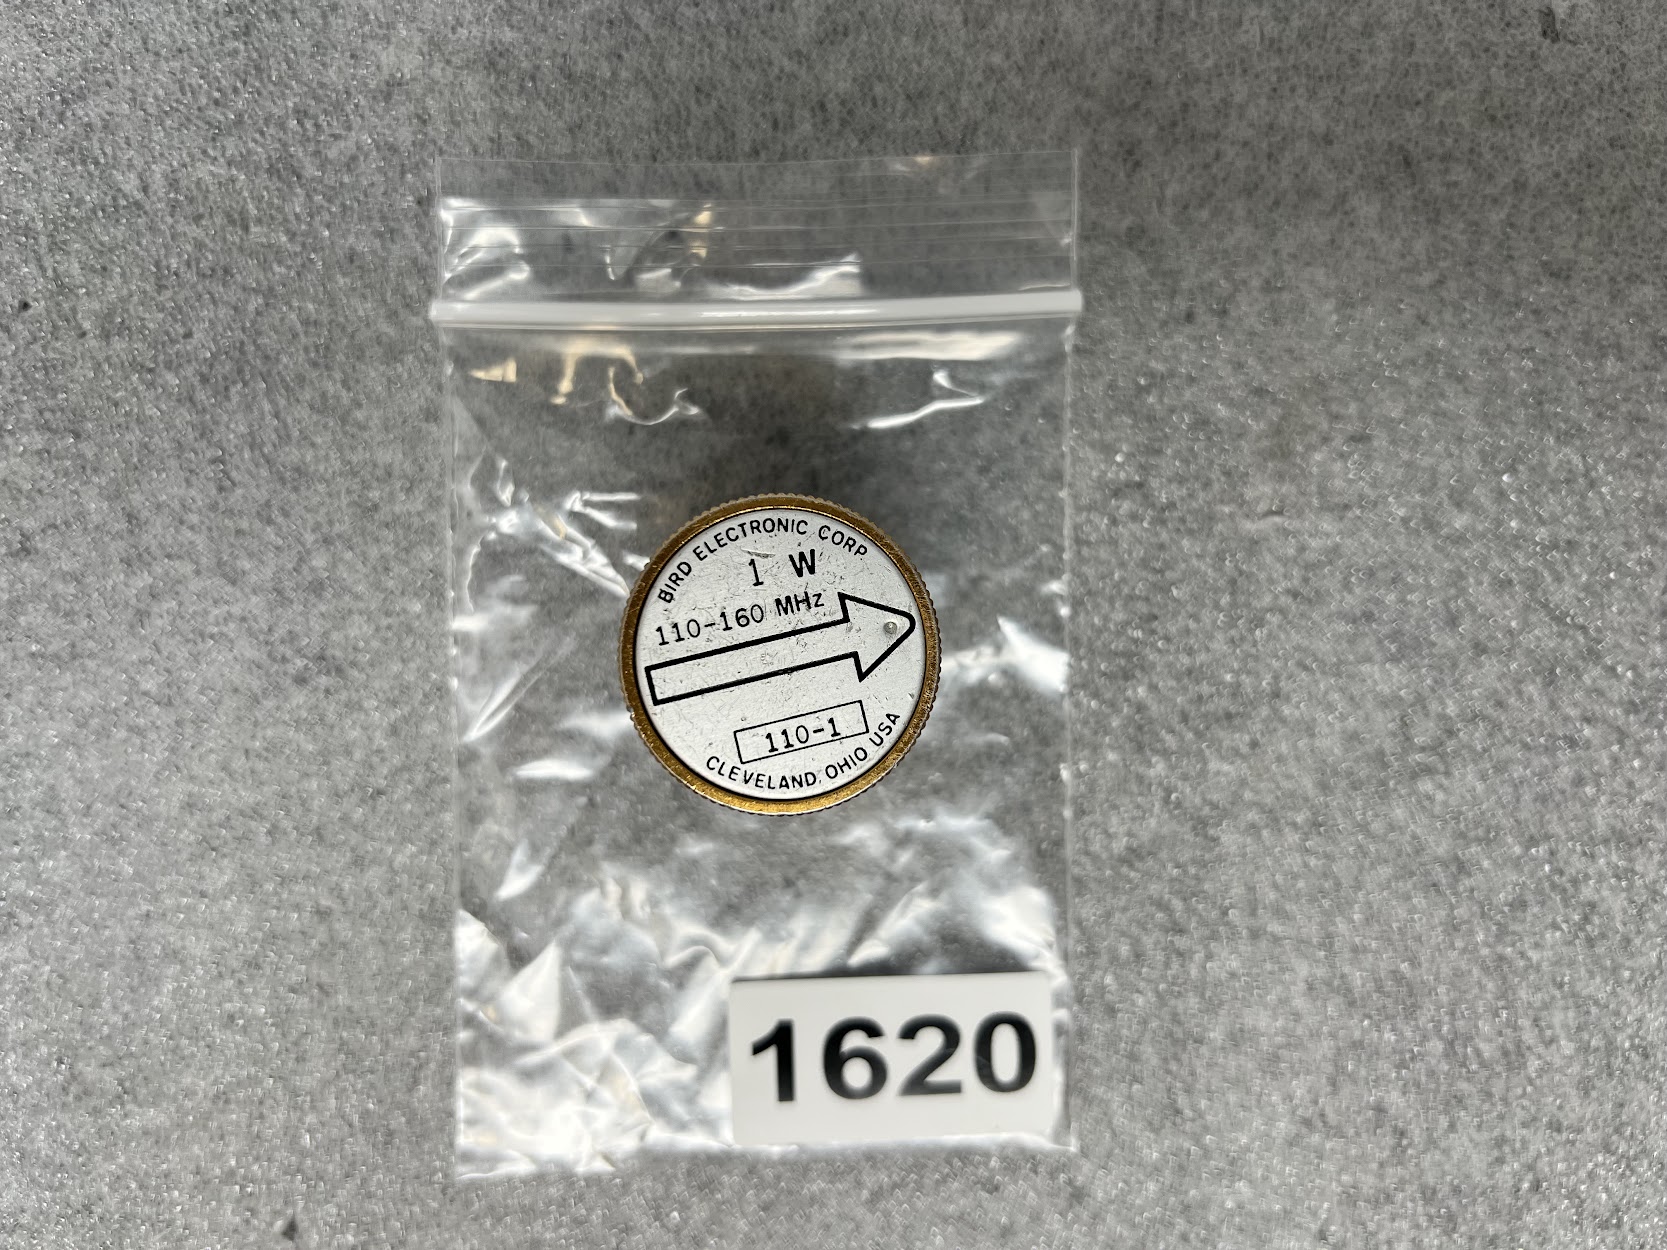 BIRD ELECTRONIC CORP
1 W
110-160 MHz
110-1
CLEVELAND, OHIO USA
1620